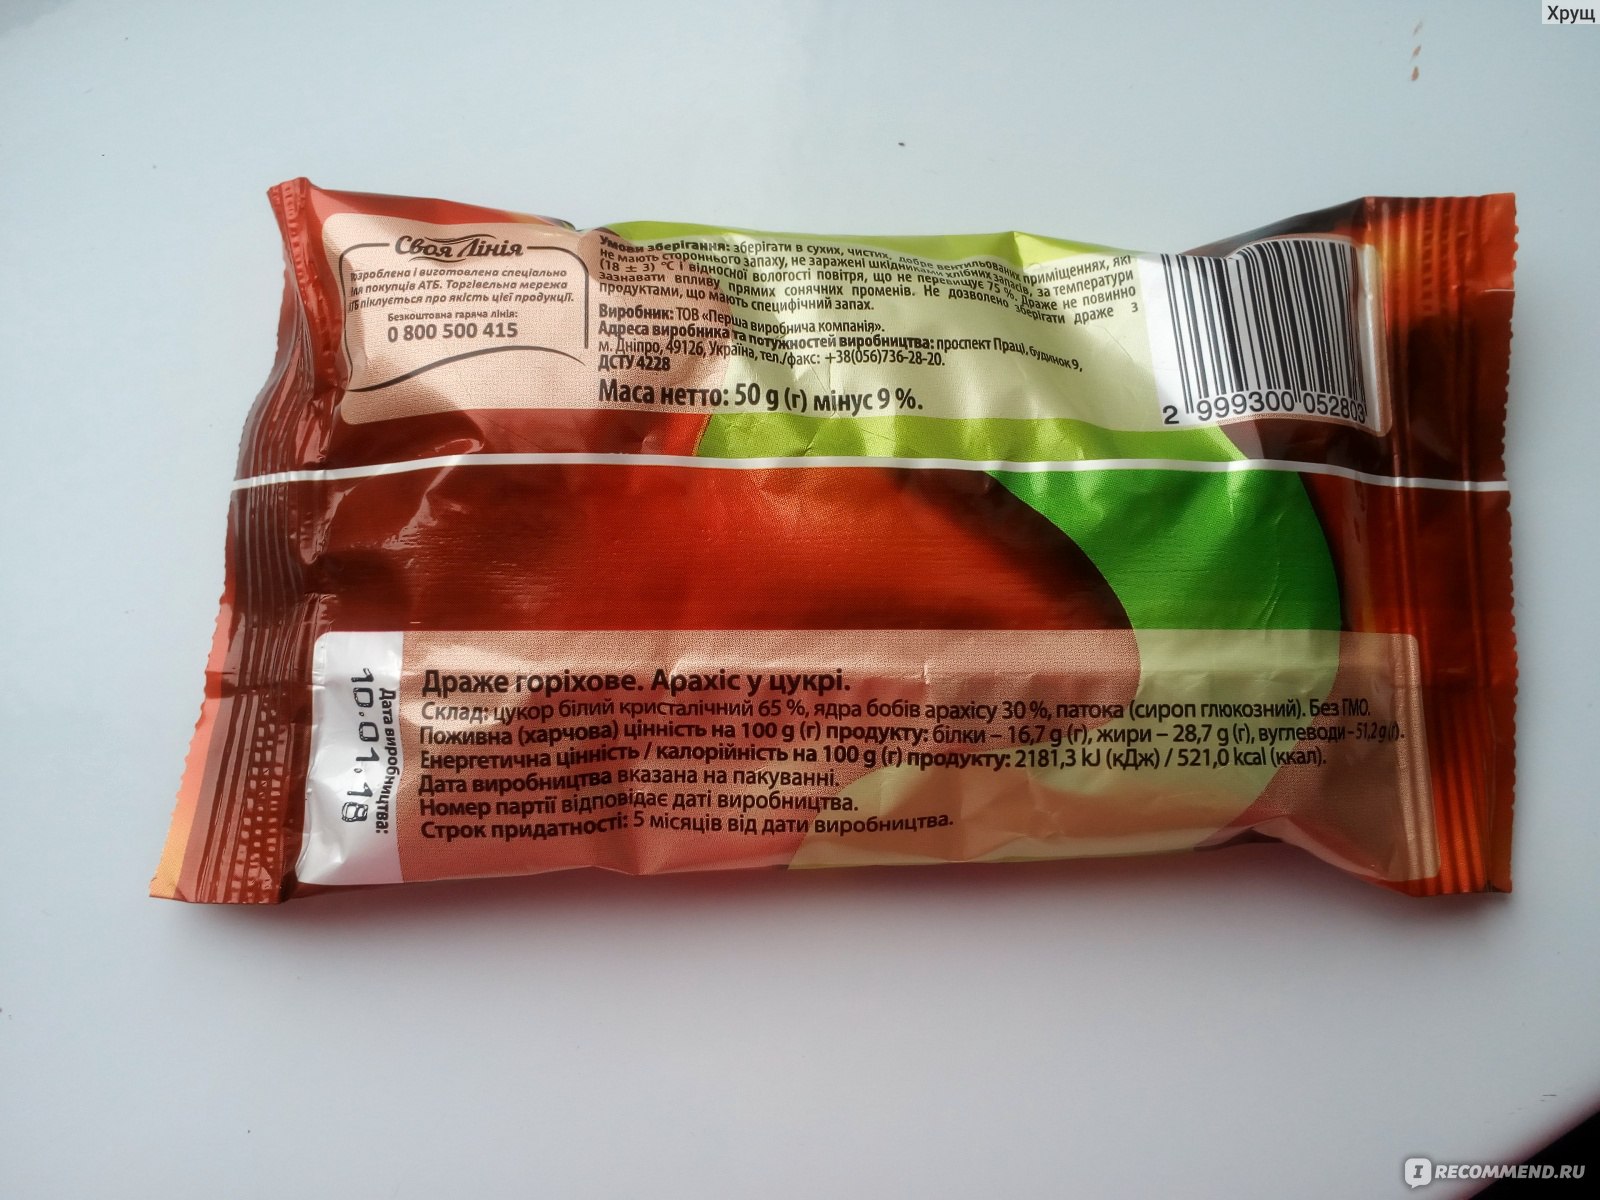 Хрущ
Своя Лінія
розроблена і виготовлена спеціально
для покупців АТБ. Торгівельна мережа
АТБ піклується про якість цієї продукції.
Безкоштовна гаряча лінія:
0 800 500 415
Умови зберігання: зберігати в сухих, чистих, добре вентильованих приміщеннях, які
не мають стороннього запаху, не заражені шкідниками хлібних запасів, за температури
(18 ± 3) °С і відносної вологості повітря, що не перевищує 75 %. Драже не повинно
зазнавати впливу прямих сонячних променів. Не дозволено зберігати драже з
продуктами, що мають специфічний запах.
Виробник: ТОВ «Перша виробнича компанія».
Адреса виробника та потужностей виробництва: проспект Праці, будинок 9,
м. Дніпро, 49126, Україна, тел./факс: +38(056)736-28-20.
ДСТУ 4228
Маса нетто: 50 g (г) мінус 9 %.
2 999300 052803
Дата виробництва:
10.01.18
Драже горіхове. Арахіс у цукрі.
Склад: цукор білий кристалічний 65 %, ядра бобів арахісу 30 %, патока (сироп глюкозний). Без ГМО.
Поживна (харчова) цінність на 100 g (г) продукту: білки – 16,7 g (г), жири – 28,7 g (г), вуглеводи – 51,2 g (г).
Енергетична цінність / калорійність на 100 g (г) продукту: 2181,3 kJ (кДж) / 521,0 kcal (ккал).
Дата виробництва вказана на пакуванні.
Номер партії відповідає даті виробництва.
Строк придатності: 5 місяців від дати виробництва.
IRECOMMEND.RU